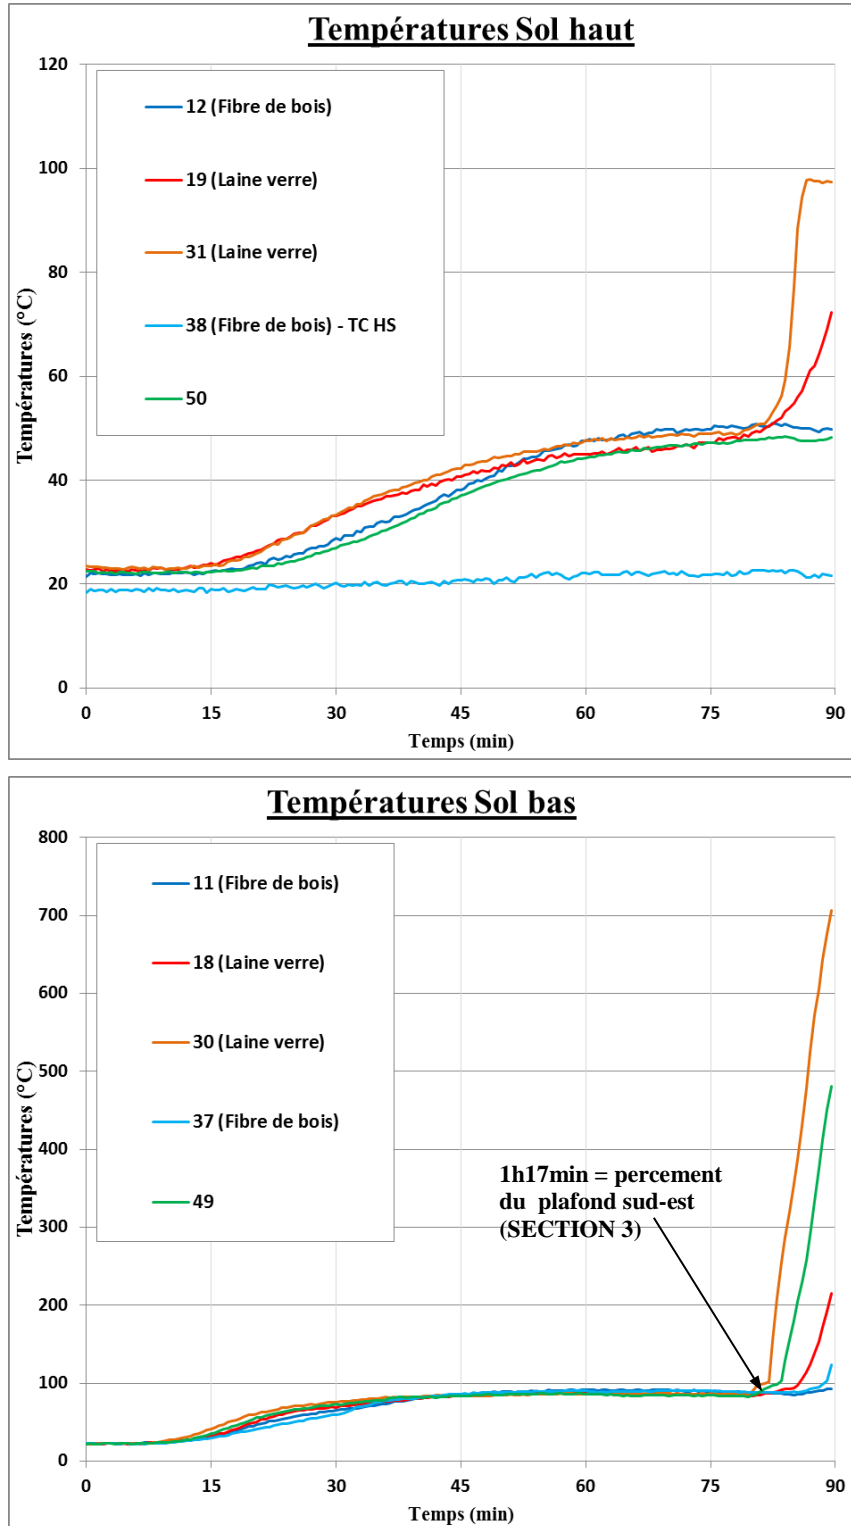 Températures Sol haut
120
100
80
60
40
20
0
Températures (°C)
12 (Fibre de bois)
19 (Laine verre)
31 (Laine verre)
38 (Fibre de bois) - TC HS
50
0 15 30 45 60 75 90
Temps (min)
Températures Sol bas
800
700
600
500
400
300
200
100
0
Températures (°C)
11 (Fibre de bois)
18 (Laine verre)
30 (Laine verre)
37 (Fibre de bois)
49
1h17min = percement
du plafond sud-est
(SECTION 3)
0 15 30 45 60 75 90
Temps (min)